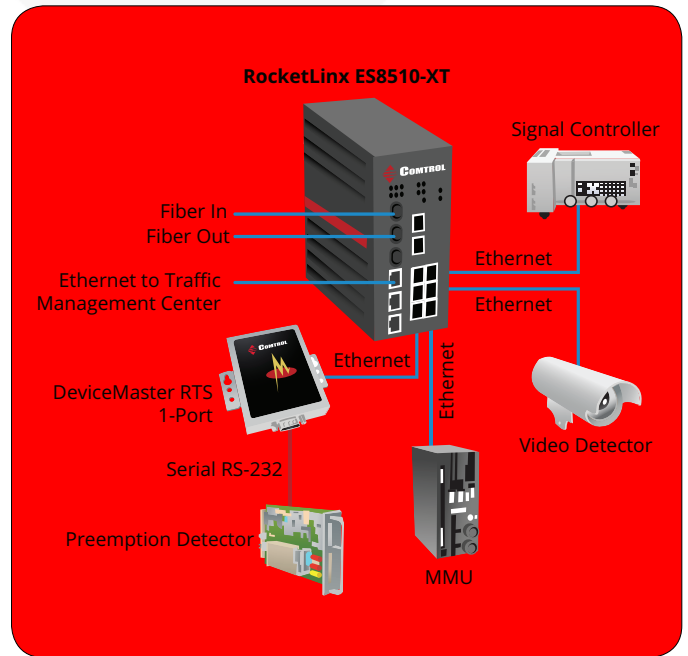 RocketLinx ES8510-XT
Signal Controller
COMTROL
Fiber In
Fiber Out
Ethernet
Ethernet to Traffic
Management Center
Ethernet
COMTROL
Ethernet
Ethernet
DeviceMaster RTS
1-Port
Video Detector
Serial RS-232
Preemption Detector
MMU